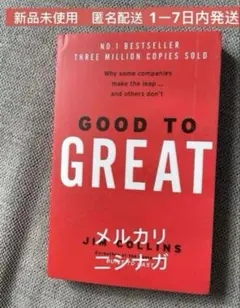 新品未使用 匿名配送 1ー7日内発送
NO.1 BESTSELLER
THREE MILLION COPIES SOLD
Why some companies
make the leap ...
and others don't
GOOD TO
GREAT
メルカリ
JIM COLLINS
ニシナガ